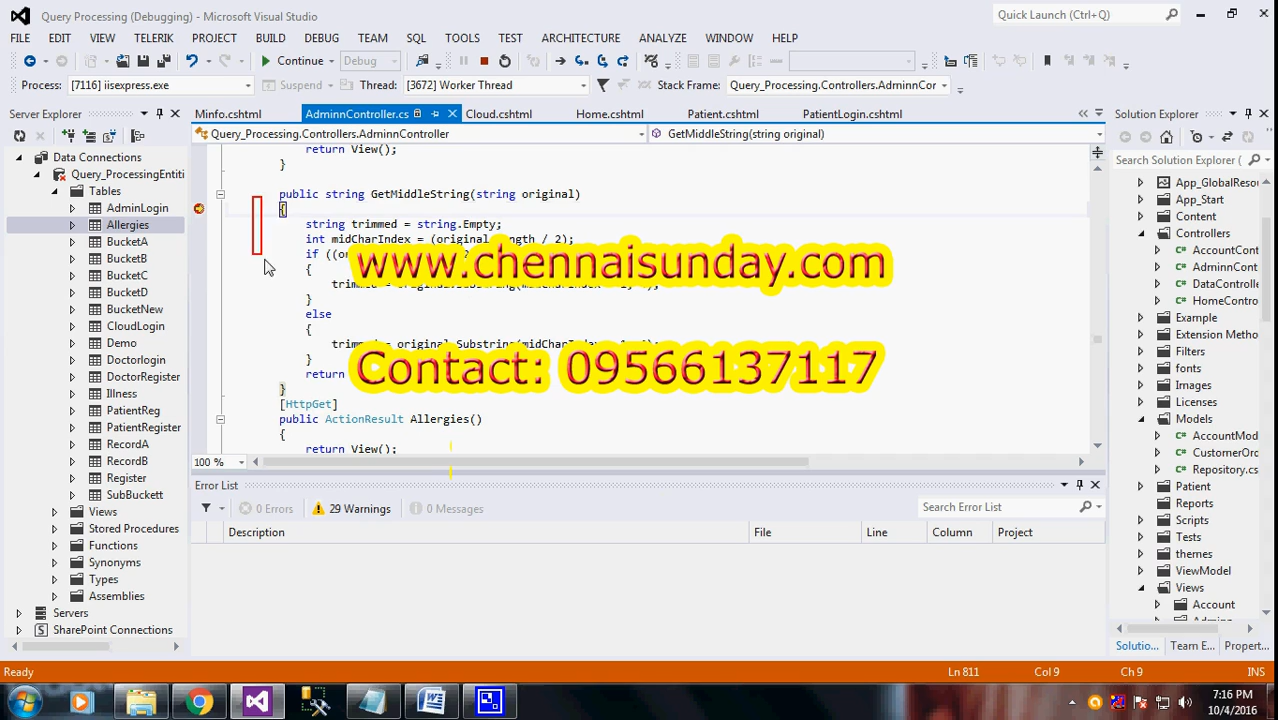 Query Processing (Debugging) - Microsoft Visual Studio
Quick Launch (Ctrl+Q)
FILE EDIT VIEW TELERIK PROJECT BUILD DEBUG TEAM SQL TOOLS TEST ARCHITECTURE ANALYZE WINDOW HELP
Continue Debug
Process: [7116] iisexpress.exe Suspend Thread: [3672] Worker Thread Stack Frame: Query_Processing.Controllers.AdminnCor
Server Explorer
Minfo.cshtml AdminnController.cs Cloud.cshtml Home.cshtml Patient.cshtml PatientLogin.cshtml
Solution Explorer
Query_Processing.Controllers.AdminnController GetMiddleString(string original)
Search Solution Explorer (
Data Connections
Query_ProcessingEntiti
Tables
AdminLogin
Allergies
BucketA
BucketB
BucketC
BucketD
BucketNew
CloudLogin
Demo
Doctorlogin
DoctorRegister
Illness
PatientReg
PatientRegister
RecordA
RecordB
Register
SubBuckett
Views
Stored Procedures
Functions
Synonyms
Types
Assemblies
Servers
SharePoint Connections
return View();
}
public string GetMiddleString(string original)
{
string trimmed = string.Empty;
int midCharIndex = (original.Length / 2);
if ((
{
}
else
{
}
return
}
[HttpGet]
public ActionResult Allergies()
{
return View();
www.chennaisunday.com
Contact: 09566137117
100 %
App_GlobalResou
App_Start
Content
Controllers
AccountCont
AdminnCont
DataControlle
HomeContro
Example
Extension Metho
Filters
fonts
Images
Licenses
Models
AccountMod
CustomerOrc
Repository.cs
Patient
Reports
Scripts
Tests
themes
ViewModel
Views
Account
Solutio... Team E... Propert...
Error List
0 Errors 29 Warnings 0 Messages
Search Error List
Description File Line Column Project
Ready Ln 811 Col 9 Ch 9 INS
7:16 PM
10/4/2016